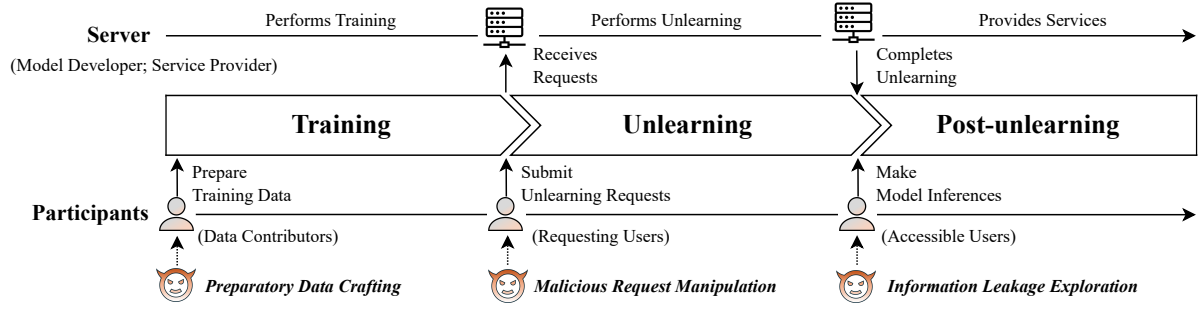 Performs Training
Performs Unlearning
Provides Services
Server
(Model Developer; Service Provider)
Receives
Requests
Completes
Unlearning
Training
Unlearning
Post-unlearning
Prepare
Training Data
Submit
Unlearning Requests
Make
Model Inferences
Participants
(Data Contributors)
(Requesting Users)
(Accessible Users)
Preparatory Data Crafting
Malicious Request Manipulation
Information Leakage Exploration